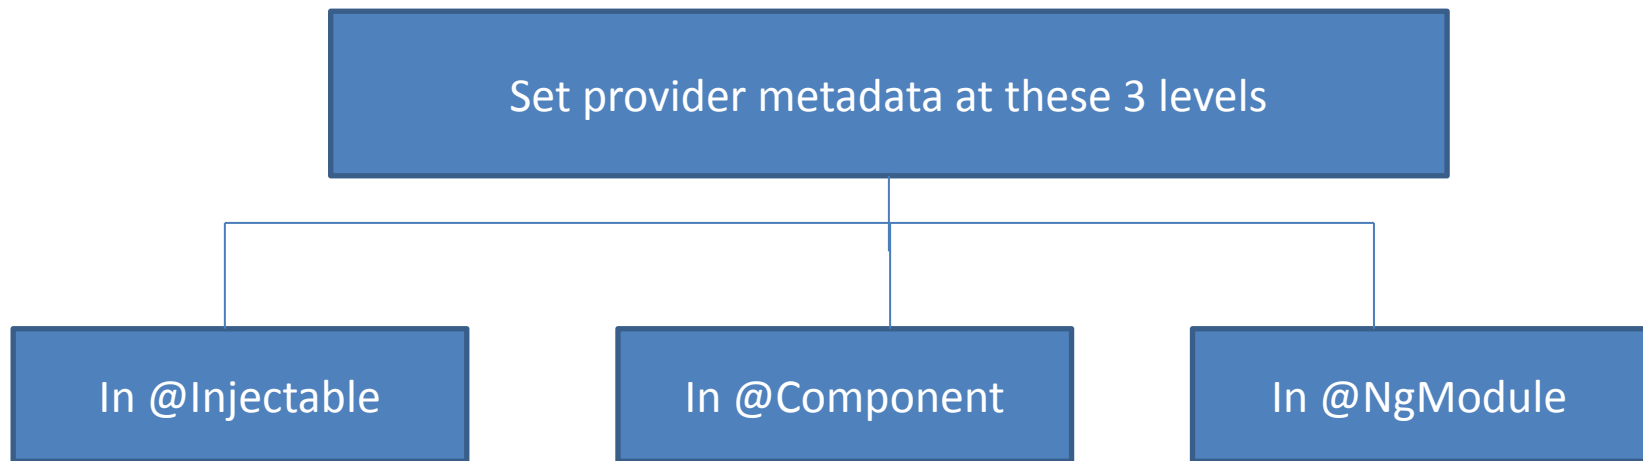 Set provider metadata at these 3 levels
In @Injectable
In @Component
In @NgModule